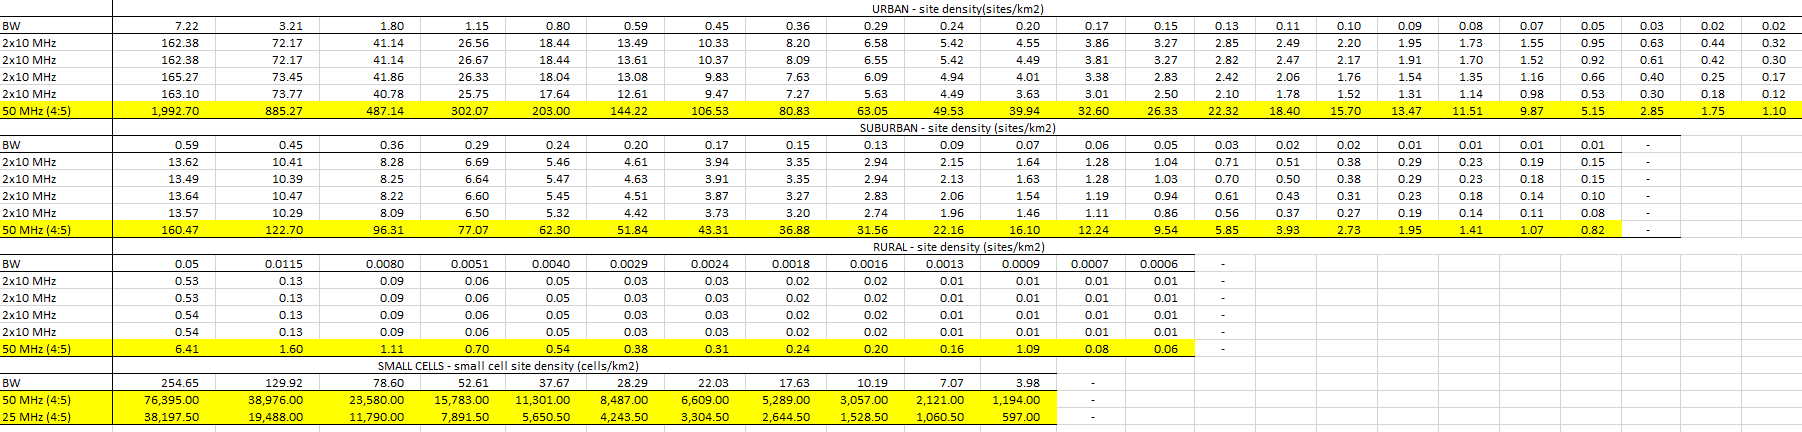 URBAN - site density(sites/km2)
BW 7.22 3.21 1.80 1.15 0.80 0.59 0.45 0.36 0.29 0.24 0.20 0.17 0.15 0.13 0.11 0.10 0.09 0.08 0.07 0.05 0.03 0.02 0.02
2x10 MHz 162.38 72.17 41.14 26.56 18.44 13.49 10.33 8.20 6.58 5.42 4.55 3.86 3.27 2.85 2.49 2.20 1.95 1.73 1.55 0.95 0.63 0.44 0.32
2x10 MHz 162.38 72.17 41.14 26.67 18.44 13.61 10.37 8.09 6.55 5.42 4.49 3.81 3.27 2.82 2.47 2.17 1.91 1.70 1.52 0.92 0.61 0.42 0.30
2x10 MHz 165.27 73.45 41.86 26.33 18.04 13.08 9.83 7.63 6.09 4.94 4.01 3.38 2.83 2.42 2.06 1.76 1.54 1.35 1.16 0.66 0.40 0.25 0.17
2x10 MHz 163.10 73.77 40.78 25.75 17.64 12.61 9.47 7.27 5.63 4.49 3.63 3.01 2.50 2.10 1.78 1.52 1.31 1.14 0.98 0.53 0.30 0.18 0.12
50 MHz (4:5) 1,992.70 885.27 487.14 302.07 203.00 144.22 106.53 80.83 63.05 49.53 39.94 32.60 26.33 22.32 18.40 15.70 13.47 11.51 9.87 5.15 2.85 1.75 1.10
SUBURBAN - site density (sites/km2)
BW 0.59 0.45 0.36 0.29 0.24 0.20 0.17 0.15 0.13 0.09 0.07 0.06 0.05 0.03 0.02 0.02 0.01 0.01 0.01 0.01 -
2x10 MHz 13.62 10.41 8.28 6.69 5.46 4.61 3.94 3.35 2.94 2.15 1.64 1.28 1.04 0.71 0.51 0.38 0.29 0.23 0.19 0.15 -
2x10 MHz 13.49 10.39 8.25 6.64 5.47 4.63 3.91 3.35 2.94 2.13 1.63 1.28 1.03 0.70 0.50 0.38 0.29 0.23 0.18 0.15 -
2x10 MHz 13.64 10.47 8.22 6.60 5.45 4.51 3.87 3.27 2.83 2.06 1.54 1.19 0.94 0.61 0.43 0.31 0.23 0.18 0.14 0.10 -
2x10 MHz 13.57 10.29 8.09 6.50 5.32 4.42 3.73 3.20 2.74 1.96 1.46 1.11 0.86 0.56 0.37 0.27 0.19 0.14 0.11 0.08 -
50 MHz (4:5) 160.47 122.70 96.31 77.07 62.30 51.84 43.31 36.88 31.56 22.16 16.10 12.24 9.54 5.85 3.93 2.73 1.95 1.41 1.07 0.82 -
RURAL - site density (sites/km2)
BW 0.05 0.0115 0.0080 0.0051 0.0040 0.0029 0.0024 0.0018 0.0016 0.0013 0.0009 0.0007 0.0006 -
2x10 MHz 0.53 0.13 0.09 0.06 0.05 0.03 0.03 0.02 0.02 0.01 0.01 0.01 0.01 -
2x10 MHz 0.53 0.13 0.09 0.06 0.05 0.03 0.03 0.02 0.02 0.01 0.01 0.01 0.01 -
2x10 MHz 0.54 0.13 0.09 0.06 0.05 0.03 0.03 0.02 0.02 0.01 0.01 0.01 0.01 -
2x10 MHz 0.54 0.13 0.09 0.06 0.05 0.03 0.03 0.02 0.02 0.01 0.01 0.01 0.01 -
50 MHz (4:5) 6.41 1.60 1.11 0.70 0.54 0.38 0.31 0.24 0.20 0.16 1.09 0.08 0.06 -
SMALL CELLS - small cell site density (cells/km2)
BW 254.65 129.92 78.60 52.61 37.67 28.29 22.03 17.63 10.19 7.07 3.98 -
50 MHz (4:5) 76,395.00 38,976.00 23,580.00 15,783.00 11,301.00 8,487.00 6,609.00 5,289.00 3,057.00 2,121.00 1,194.00 -
25 MHz (4:5) 38,197.50 19,488.00 11,790.00 7,891.50 5,650.50 4,243.50 3,304.50 2,644.50 1,528.50 1,060.50 597.00 -